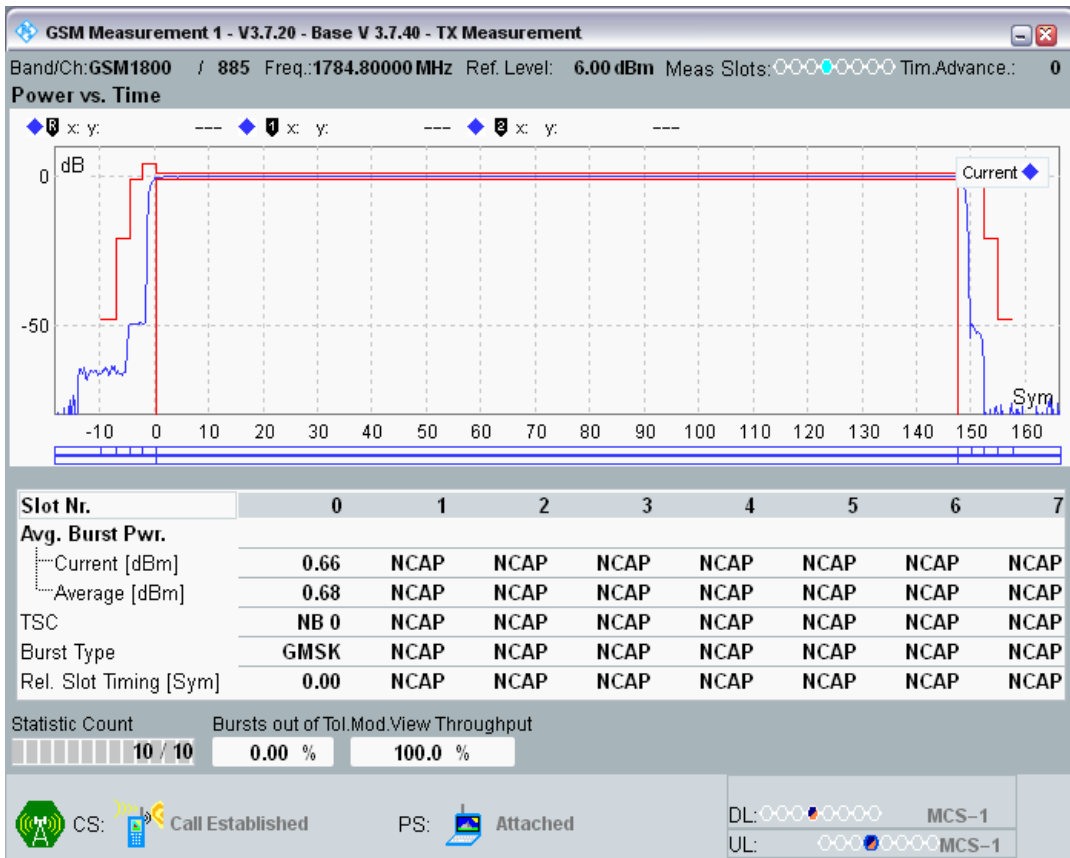 GSM Measurement 1 - V3.7.20 - Base V 3.7.40 - TX Measurement
Band/Ch:GSM1800 / 885 Freq.:1784.80000 MHz Ref. Level: 6.00 dBm Meas Slots: Tim.Advance.: 0
Power vs. Time
R x: y: --- 1 x: y: --- 2 x: y: ---
dB
0
Current
-50
Sym
-10 0 10 20 30 40 50 60 70 80 90 100 110 120 130 140 150 160
Slot Nr. 0 1 2 3 4 5 6 7
Avg. Burst Pwr.
Current [dBm] 0.66 NCAP NCAP NCAP NCAP NCAP NCAP NCAP
Average [dBm] 0.68 NCAP NCAP NCAP NCAP NCAP NCAP NCAP
TSC NB 0 NCAP NCAP NCAP NCAP NCAP NCAP NCAP
Burst Type GMSK NCAP NCAP NCAP NCAP NCAP NCAP NCAP
Rel. Slot Timing [Sym] 0.00 NCAP NCAP NCAP NCAP NCAP NCAP NCAP
Statistic Count Bursts out of Tol.Mod.View Throughput
10 / 10 0.00 % 100.0 %
DL: MCS-1
CS: Call Established PS: Attached
UL: MCS-1